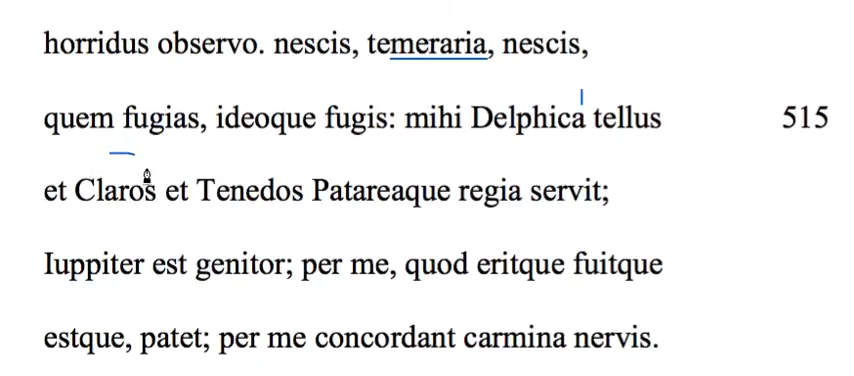 horridus observo. nescis, temeraria, nescis,
quem fugias, ideoque fugis: mihi Delphica tellus 515
et Claros et Tenedos Patareaque regia servit;
Iuppiter est genitor; per me, quod eritque fuitque
estque, patet; per me concordant carmina nervis.